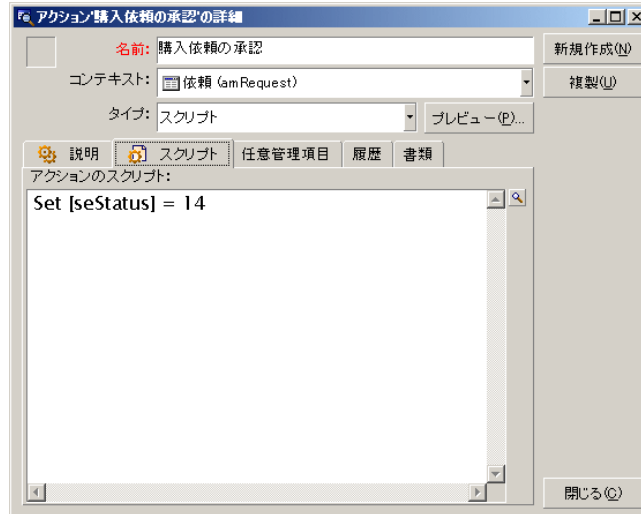 アクション'購入依頼の承認'の詳細
名前: 購入依頼の承認
新規作成(N)
コンテキスト: 依頼 (amRequest)
複製(U)
タイプ: スクリプト
プレビュー(P)...
説明 スクリプト 任意管理項目 履歴 書類
アクションのスクリプト:
Set [seStatus] = 14
閉じる(C)